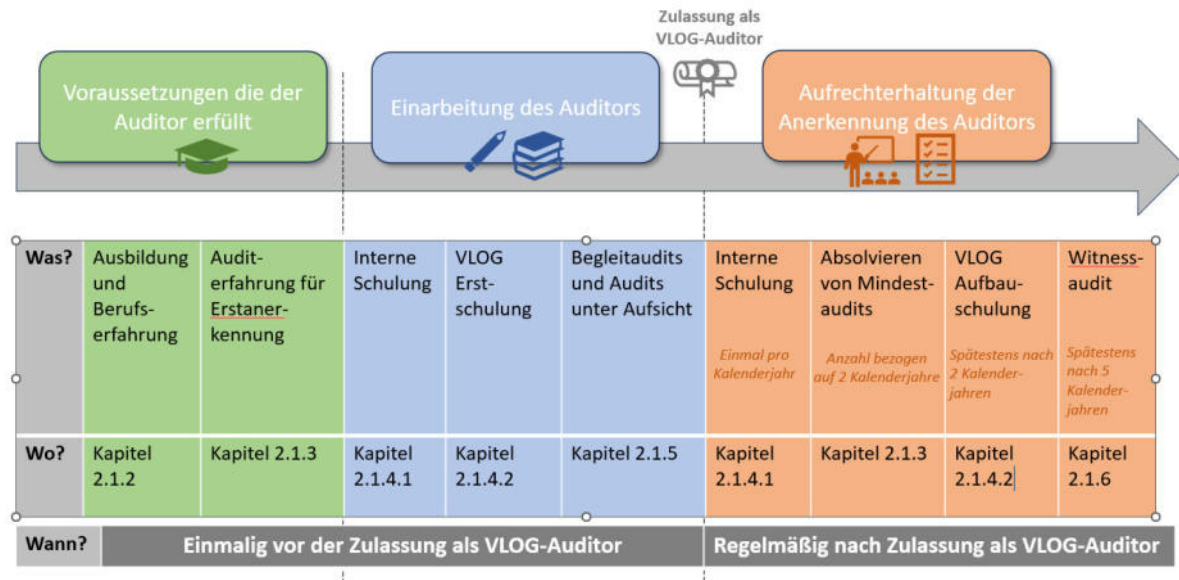 Zulassung als
VLOG-Auditor
Voraussetzungen die der
Auditor erfüllt
Einarbeitung des Auditors
Aufrechterhaltung der
Anerkennung des Auditors
Was?
Ausbildung
und
Berufs-
erfahrung
Audit-
erfahrung für
Erstaner-
kennung
Interne
Schulung
VLOG
Erst-
schulung
Begleitaudits
und Audits
unter Aufsicht
Interne
Schulung
Einmal pro
Kalenderjahr
Absolvieren
von Mindest-
audits
Anzahl bezogen
auf 2 Kalenderjahre
VLOG
Aufbau-
schulung
Spätestens nach
2 Kalender-
jahren
Witness-
audit
Spätestens
nach 5
Kalender-
jahren
Wo?
Kapitel
2.1.2
Kapitel 2.1.3
Kapitel
2.1.4.1
Kapitel
2.1.4.2
Kapitel 2.1.5
Kapitel
2.1.4.1
Kapitel 2.1.3
Kapitel
2.1.4.2
Kapitel
2.1.6
Wann?
Einmalig vor der Zulassung als VLOG-Auditor
Regelmäßig nach Zulassung als VLOG-Auditor